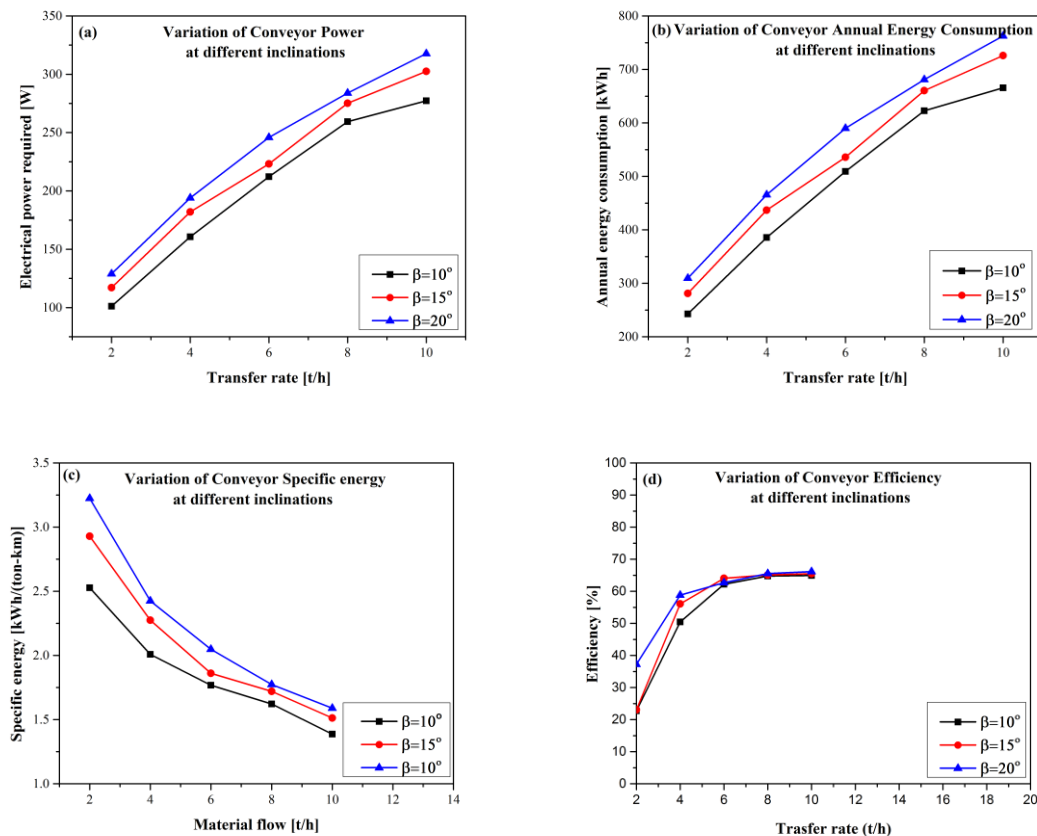 (a)
Variation of Conveyor Power
at different inclinations
Electrical power required [W]
350
300
250
200
150
100
2 4 6 8 10
Transfer rate [t/h]
β=10°
β=15°
β=20°
(b) Variation of Conveyor Annual Energy Consumption
at different inclinations
Annual energy consumption [kWh]
800
700
600
500
400
300
200
2 4 6 8 10
Transfer rate [t/h]
β=10°
β=15°
β=20°
(c)
Variation of Conveyor Specific energy
at different inclinations
Specific energy [kWh/(ton-km)]
3.5
3.0
2.5
2.0
1.5
1.0
2 4 6 8 10 12 14
Material flow [t/h]
β=10°
β=15°
β=10°
(d)
Variation of Conveyor Efficiency
at different inclinations
Efficiency [%]
100
90
80
70
60
50
40
30
20
10
0
2 4 6 8 10 12 14 16 18 20
Trasfer rate (t/h)
β=10°
β=15°
β=20°